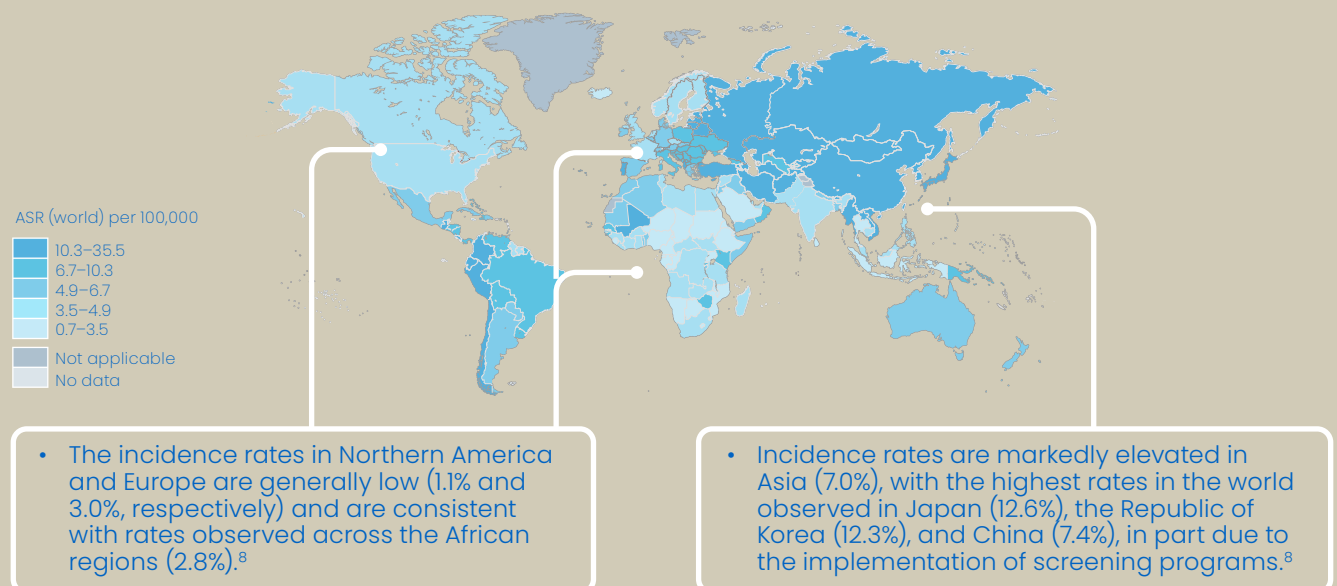 ASR (world) per 100,000
10.3–35.5
6.7–10.3
4.9–6.7
3.5–4.9
0.7–3.5
Not applicable
No data
• The incidence rates in Northern America
and Europe are generally low (1.1% and
3.0%, respectively) and are consistent
with rates observed across the African
regions (2.8%).8
• Incidence rates are markedly elevated in
Asia (7.0%), with the highest rates in the world
observed in Japan (12.6%), the Republic of
Korea (12.3%), and China (7.4%), in part due to
the implementation of screening programs.8